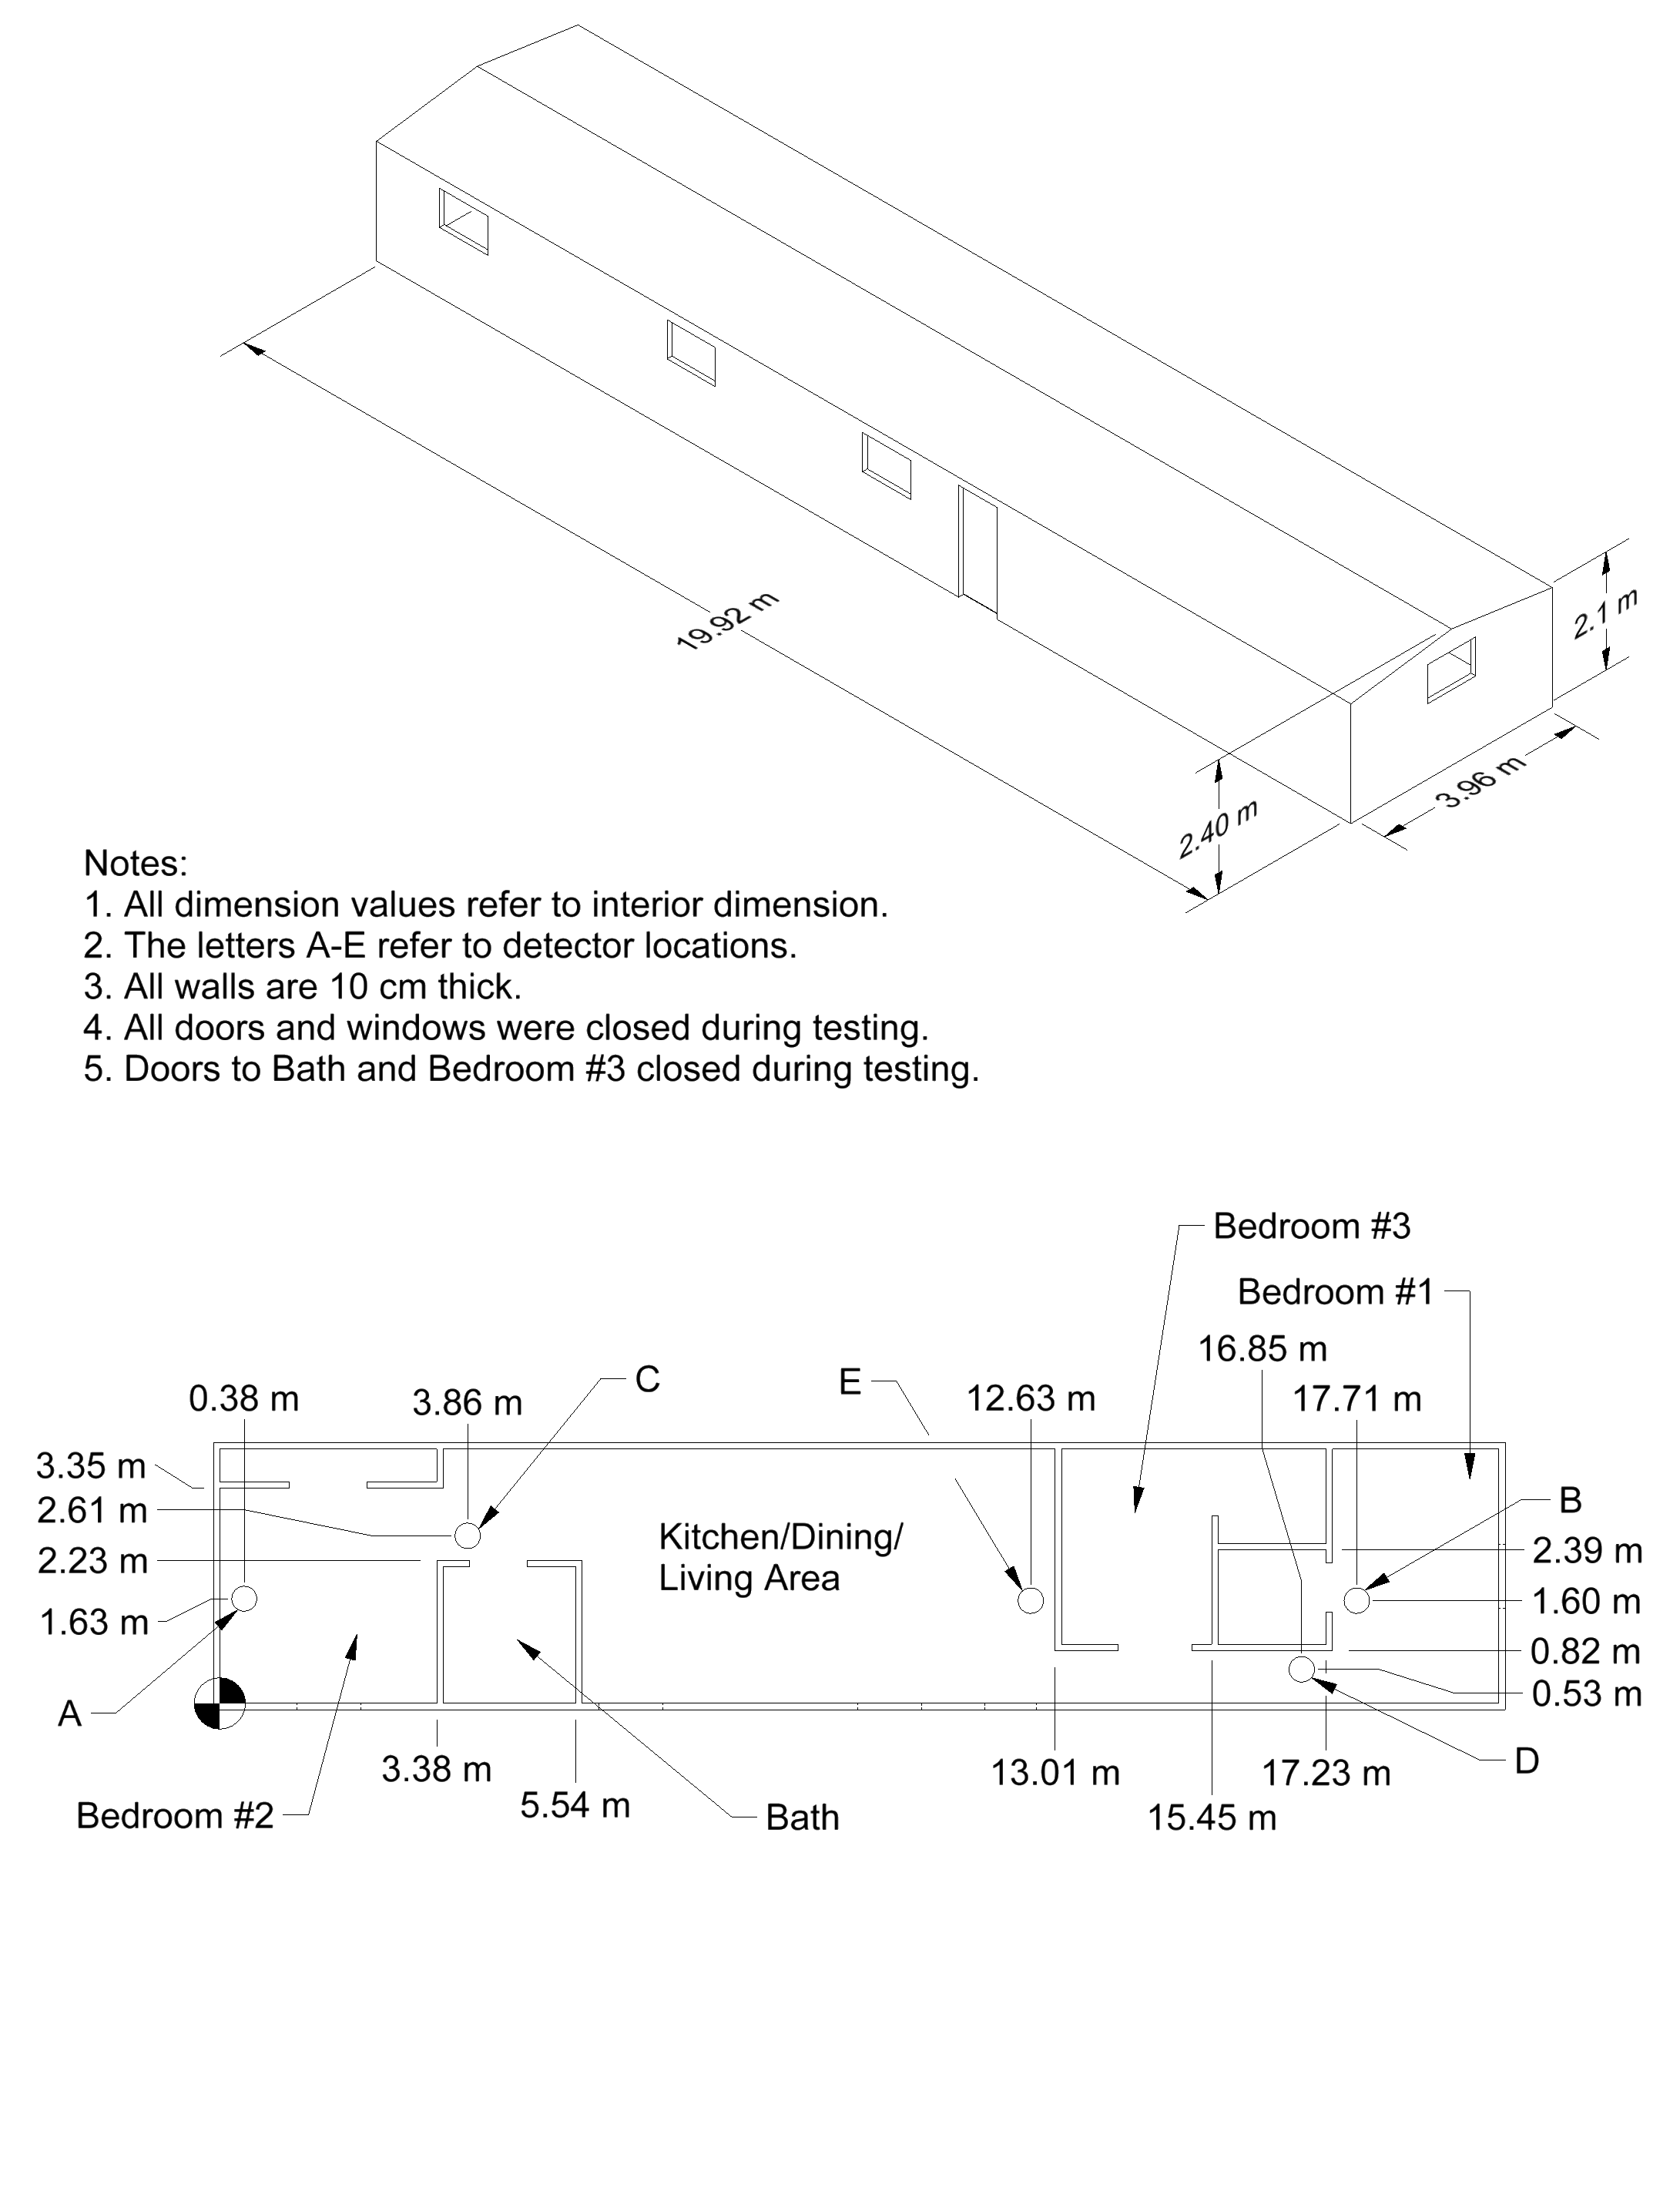 2.1 m
19.92 m
3.96 m
2.40 m
Notes:
1. All dimension values refer to interior dimension.
2. The letters A-E refer to detector locations.
3. All walls are 10 cm thick.
4. All doors and windows were closed during testing.
5. Doors to Bath and Bedroom #3 closed during testing.
Bedroom #3
Bedroom #1
16.85 m
C
E
0.38 m
3.86 m
12.63 m
17.71 m
3.35 m
2.61 m
B
Kitchen/Dining/
Living Area
2.23 m
2.39 m
1.63 m
1.60 m
0.82 m
0.53 m
A
3.38 m
13.01 m
17.23 m
D
5.54 m
15.45 m
Bedroom #2
Bath